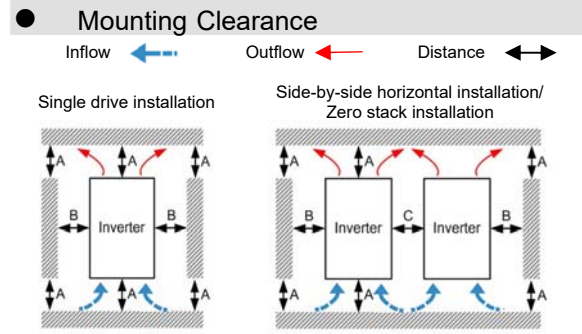 ● Mounting Clearance
Inflow Outflow Distance
Single drive installation
Side-by-side horizontal installation/
Zero stack installation
A A A
B B
Inverter
A A A
A A A
B C B
Inverter Inverter
A A A